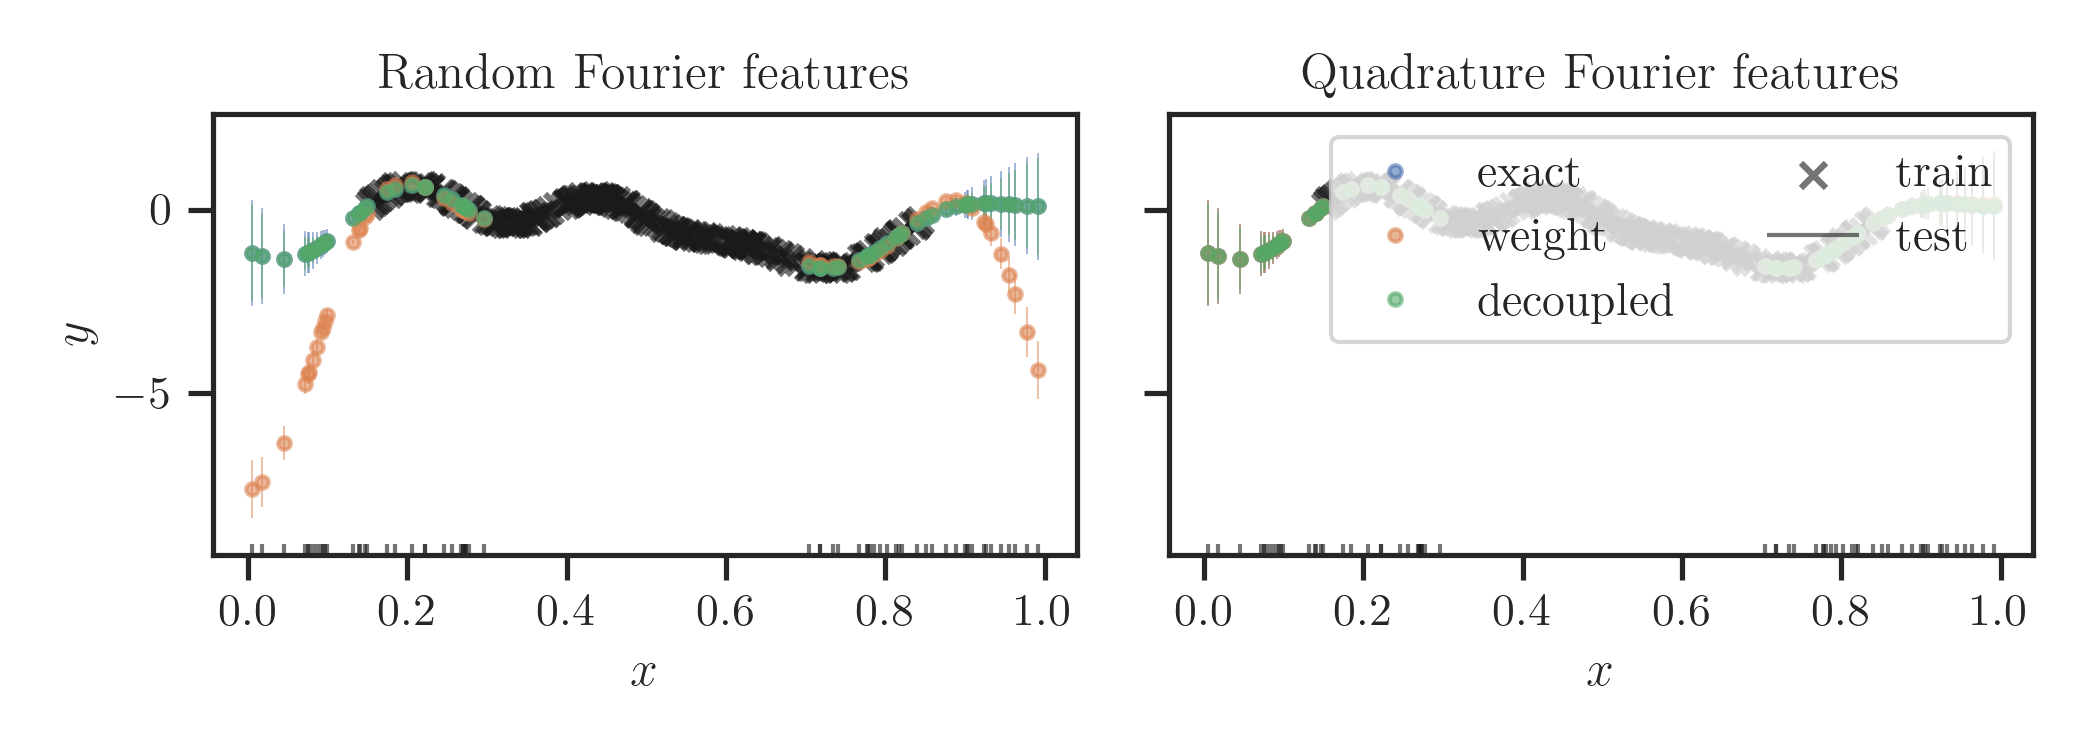 Random Fourier features
Quadrature Fourier features
exact
weight
decoupled
train
test
0
−5
y
0.0 0.2 0.4 0.6 0.8 1.0
0.0 0.2 0.4 0.6 0.8 1.0
x
x